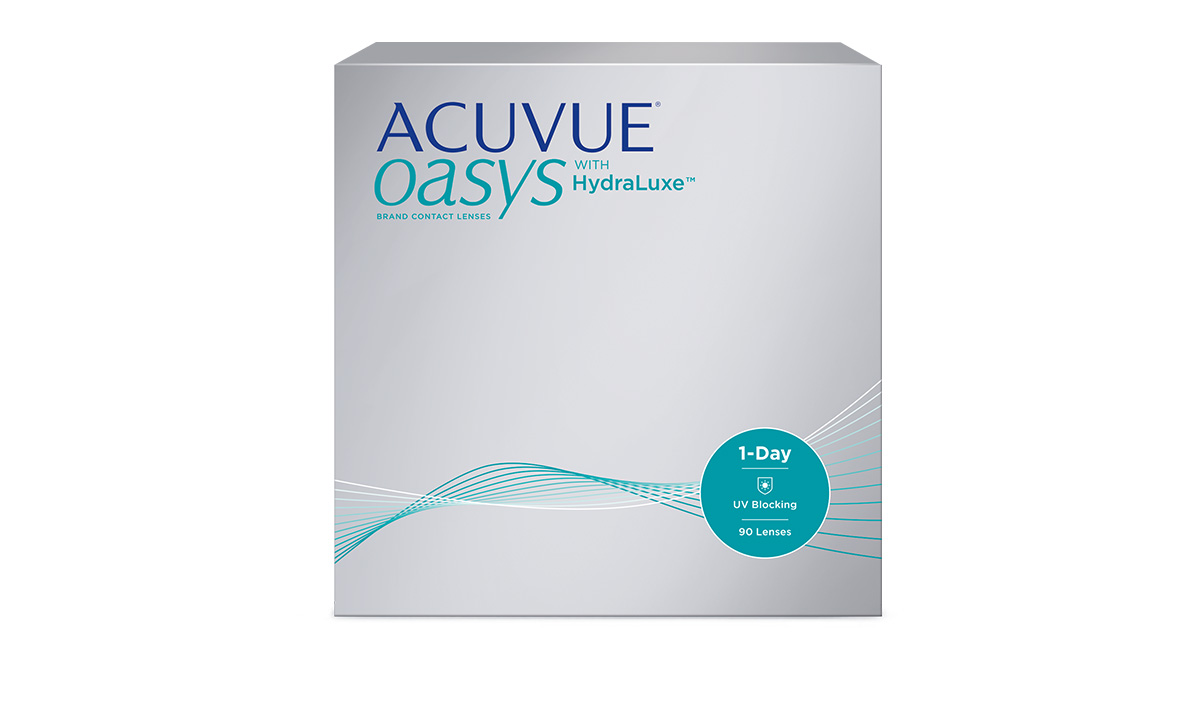 ACUVUE®
oasys WITH HydraLuxe™
BRAND CONTACT LENSES
1-Day
UV Blocking
90 Lenses